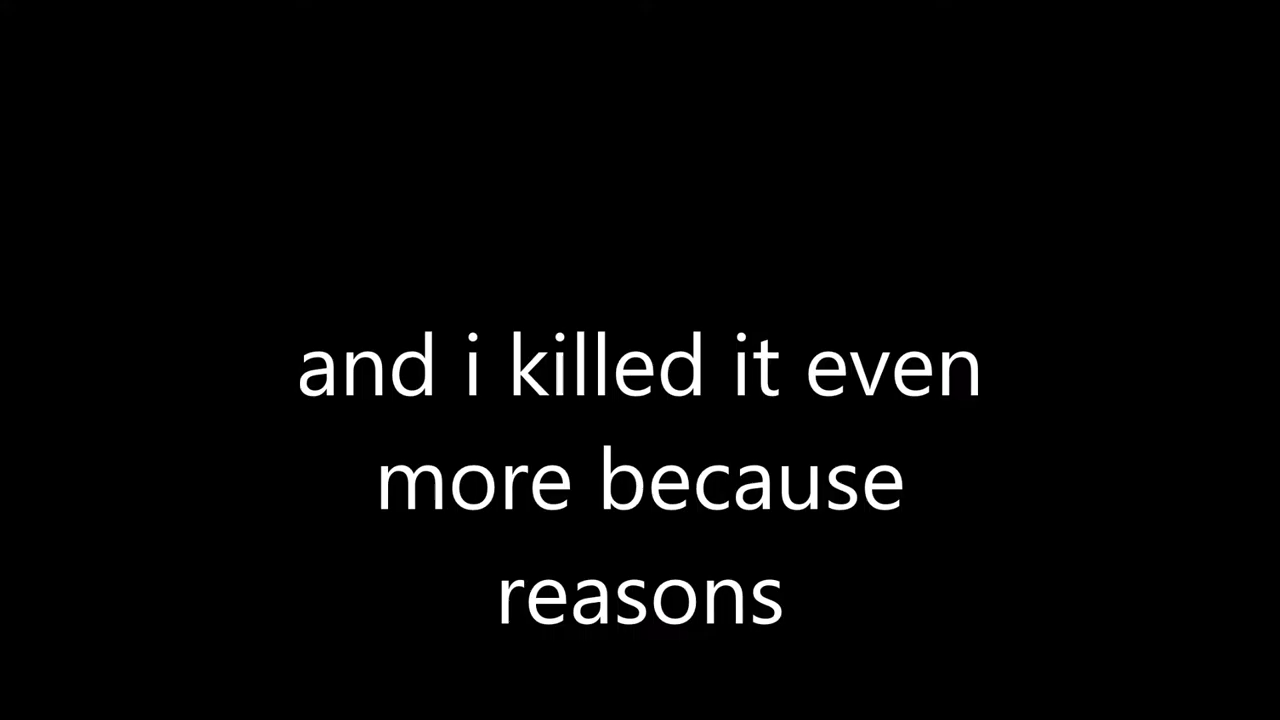 and i killed it even
more because
reasons